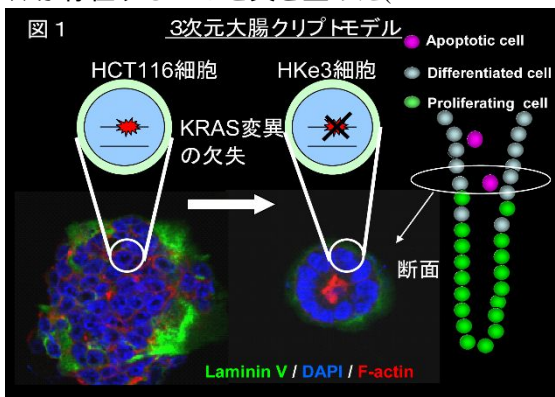 図1
3次元大腸クリプトモデル
HCT116細胞
HKe3細胞
KRAS変異
の欠失
Apoptotic cell
Differentiated cell
Proliferating cell
断面
Laminin V / DAPI / F-actin